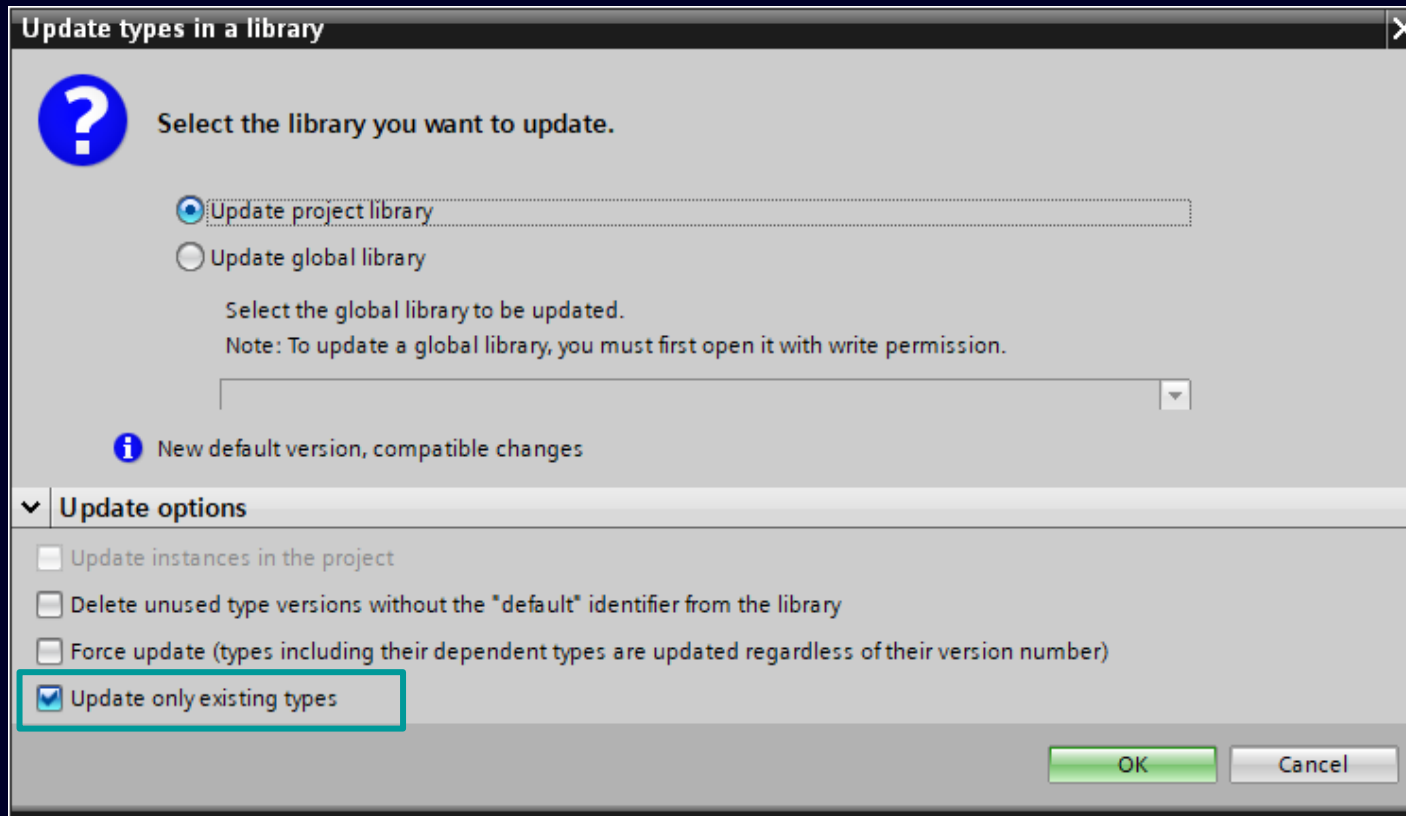 Update types in a library
Select the library you want to update.
Update project library
Update global library
Select the global library to be updated.
Note: To update a global library, you must first open it with write permission.
New default version, compatible changes
Update options
Update instances in the project
Delete unused type versions without the "default" identifier from the library
Force update (types including their dependent types are updated regardless of their version number)
Update only existing types
OK Cancel